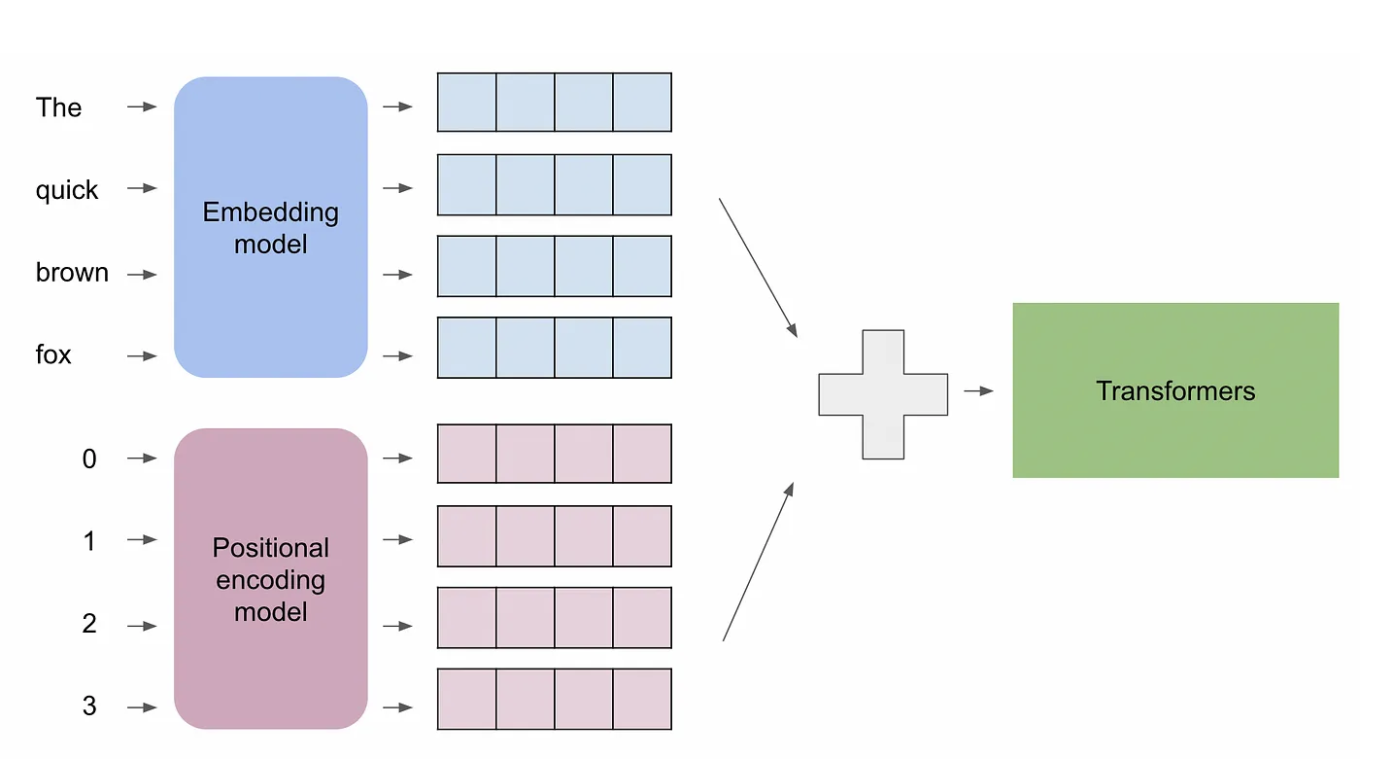 The
quick
brown
fox
Embedding
model
0
1
2
3
Positional
encoding
model
Transformers